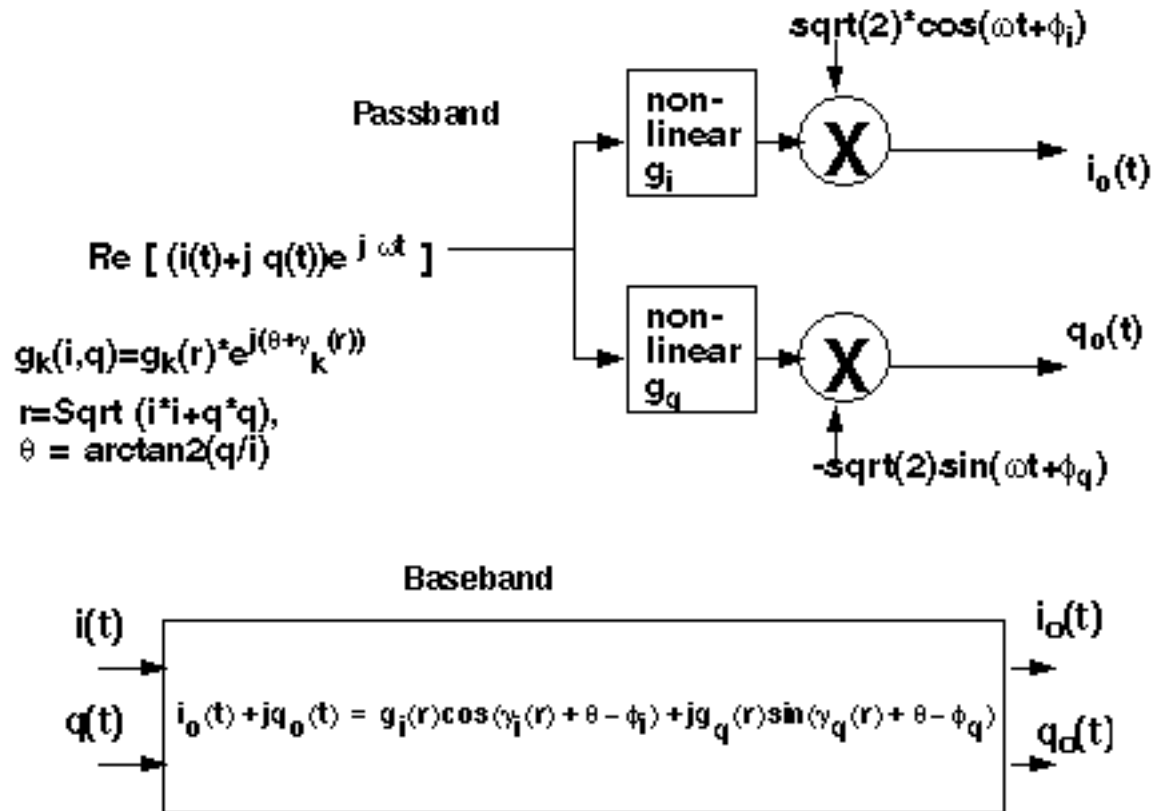 sqrt(2)*cos(ωt+ϕi)
Passband
non-
linear
gi
X
io(t)
Re [ (i(t)+j q(t))e j ωt ]
gk(i,q)=gk(r)*e j(θ+γk(r))
r=Sqrt (i*i+q*q),
θ = arctan2(q/i)
non-
linear
gq
X
qo(t)
-sqrt(2)sin(ωt+ϕq)
Baseband
i(t)
io(t)
io(t) + jqo(t) = gi(r)cos(γi(r) + θ - ϕi) + jgq(r)sin(γq(r) + θ - ϕq)
q(t)
qo(t)